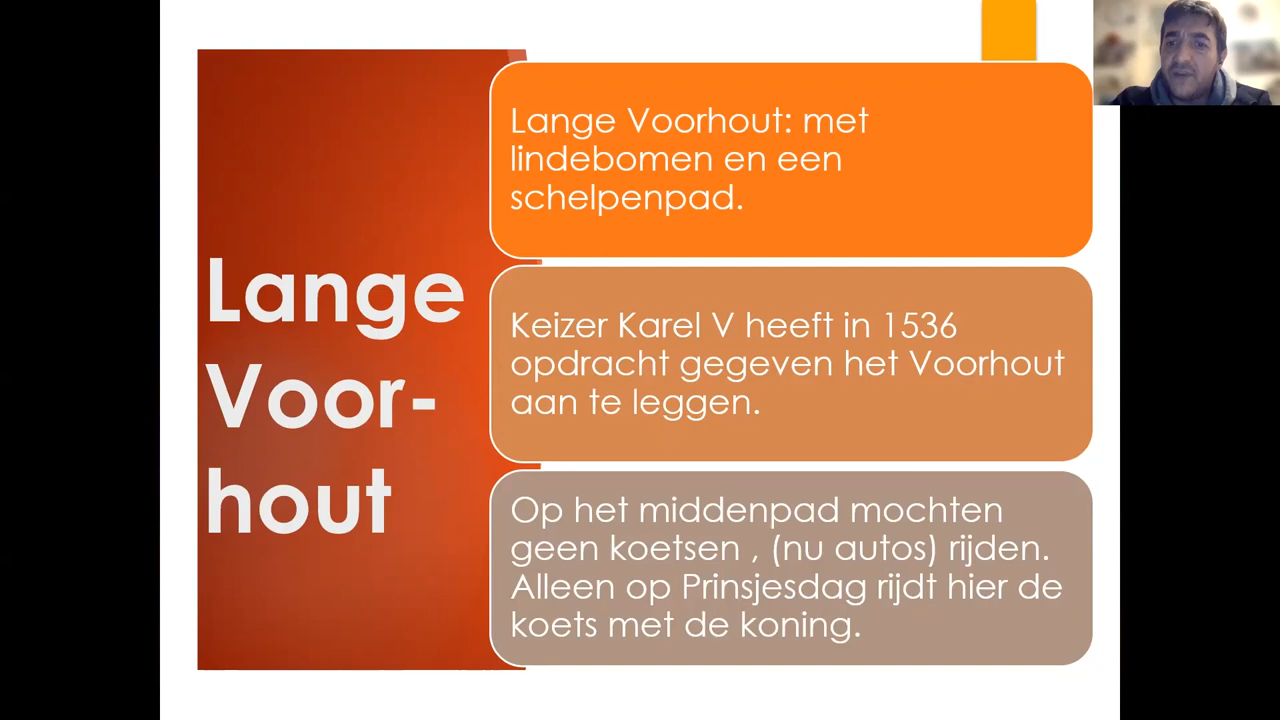 Lange
Voor-
hout
Lange Voorhout: met
lindebomen en een
schelpenpad.
Keizer Karel V heeft in 1536
opdracht gegeven het Voorhout
aan te leggen.
Op het middenpad mochten
geen koetsen , (nu autos) rijden.
Alleen op Prinsjesdag rijdt hier de
koets met de koning.